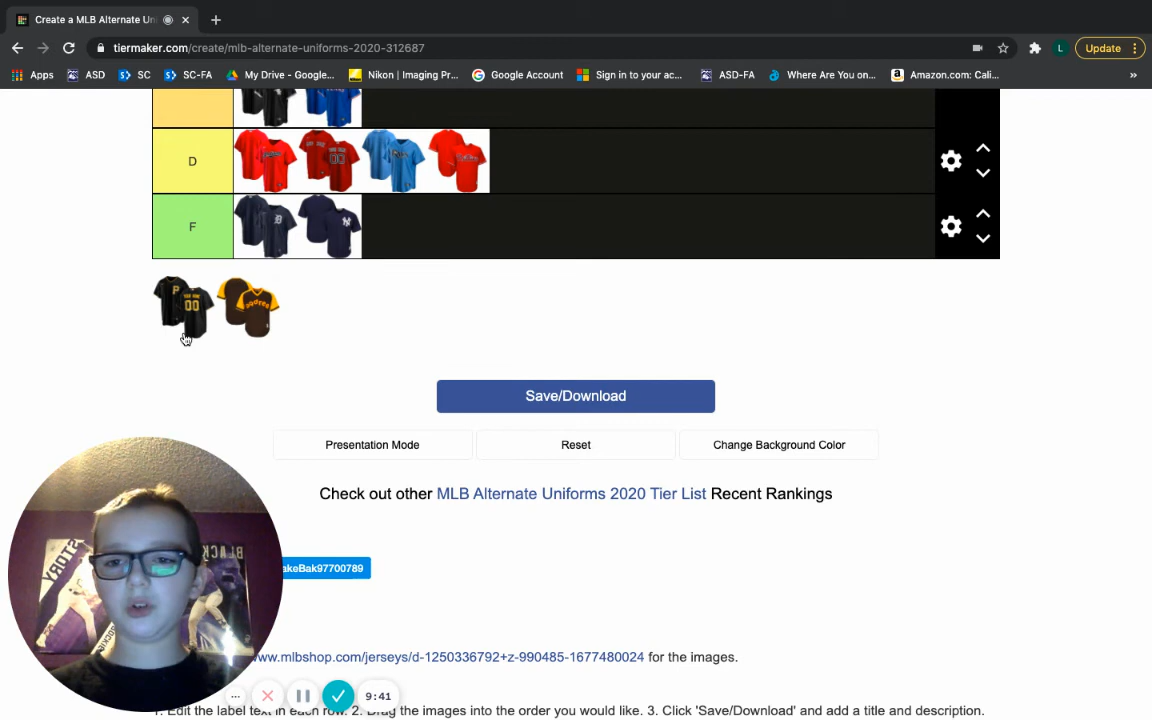 Create a MLB Alternate Un
tiermaker.com/create/mlb-alternate-uniforms-2020-312687
L
Update
Apps
ASD
SC
SC-FA
My Drive - Google...
Nikon | Imaging Pr...
Google Account
Sign in to your ac...
ASD-FA
Where Are You on...
Amazon.com: Cali...
»
D
F
Save/Download
Presentation Mode
Reset
Change Background Color
Check out other MLB Alternate Uniforms 2020 Tier List Recent Rankings
akeBak97700789
www.mlbshop.com/jerseys/d-1250336792+z-990485-1677480024 for the images.
9:41
1. Edit the label text in each row. 2. Drag the images into the order you would like. 3. Click 'Save/Download' and add a title and description.
STORY
BLACK